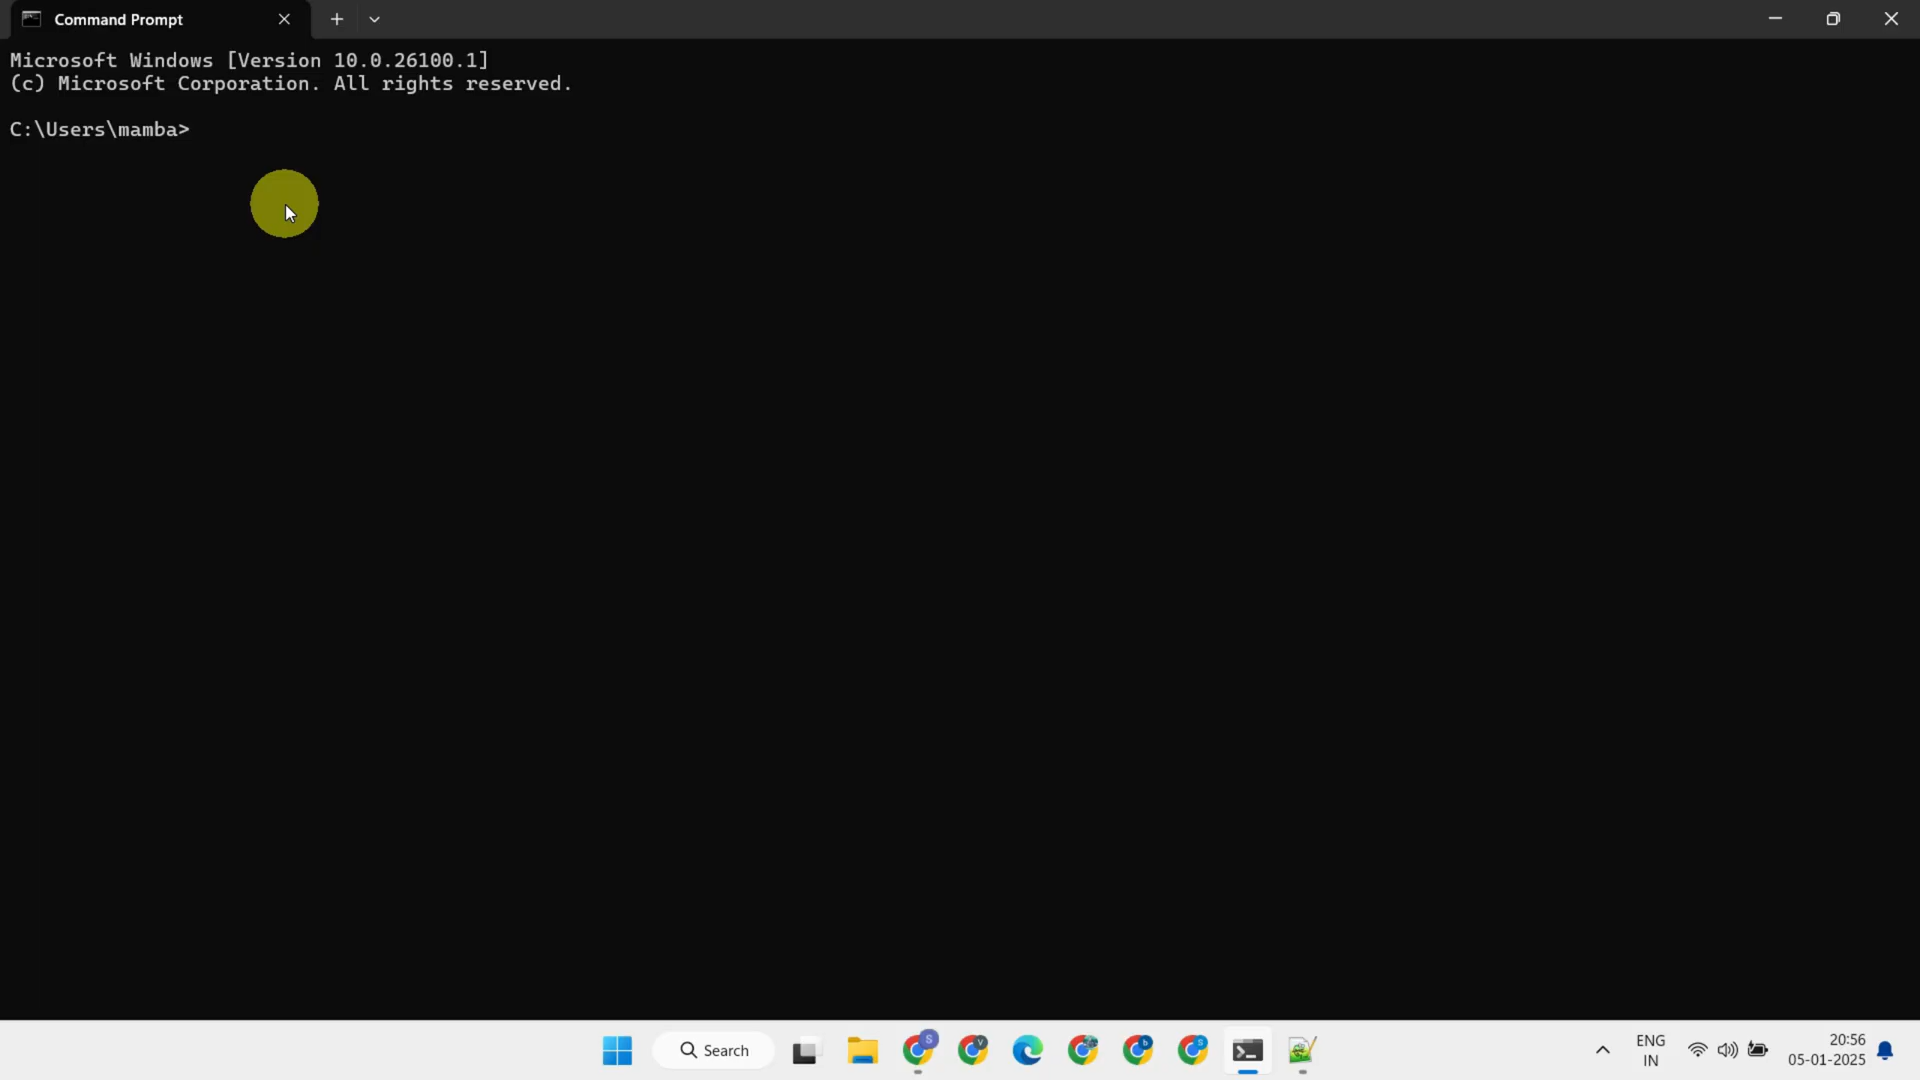 Command Prompt
Microsoft Windows [Version 10.0.26100.1]
(c) Microsoft Corporation. All rights reserved.
C:\Users\mamba>
Search
S
V
b
S
ENG
IN
20:56
05-01-2025